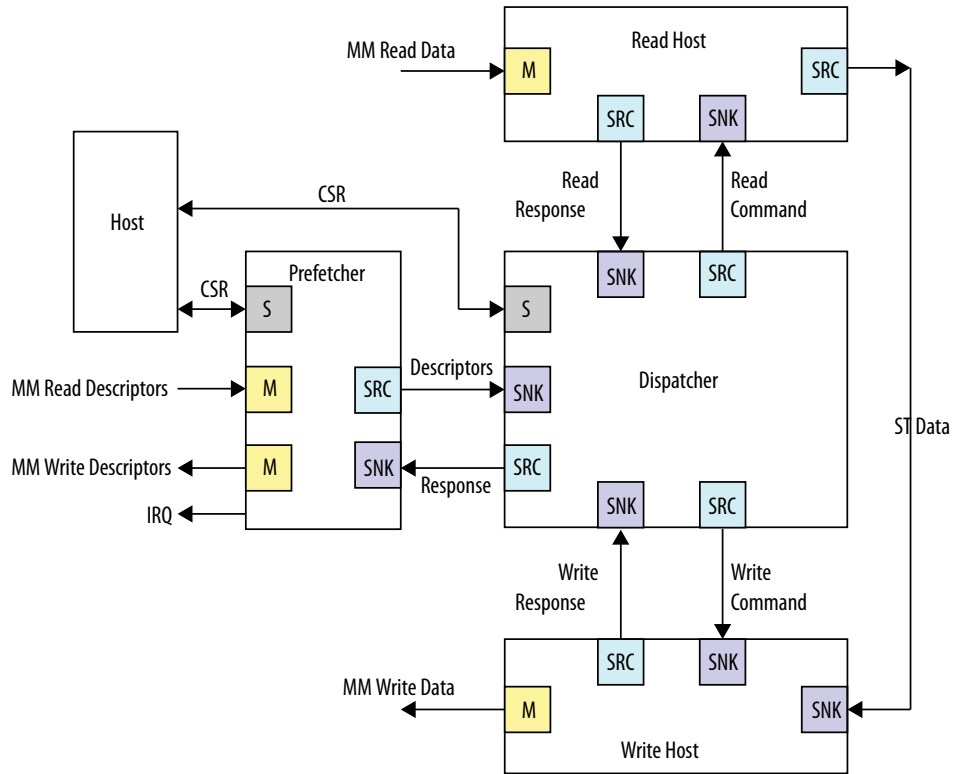 Read Host
MM Read Data
M
SRC
SRC
SNK
Read
Response
Read
Command
CSR
Host
Prefetcher
SNK
SRC
CSR
S
S
Descriptors
Dispatcher
MM Read Descriptors
M
SRC
SNK
ST Data
MM Write Descriptors
M
SNK
Response
SRC
IRQ
SNK
SRC
Write
Response
Write
Command
SRC
SNK
MM Write Data
M
SNK
Write Host